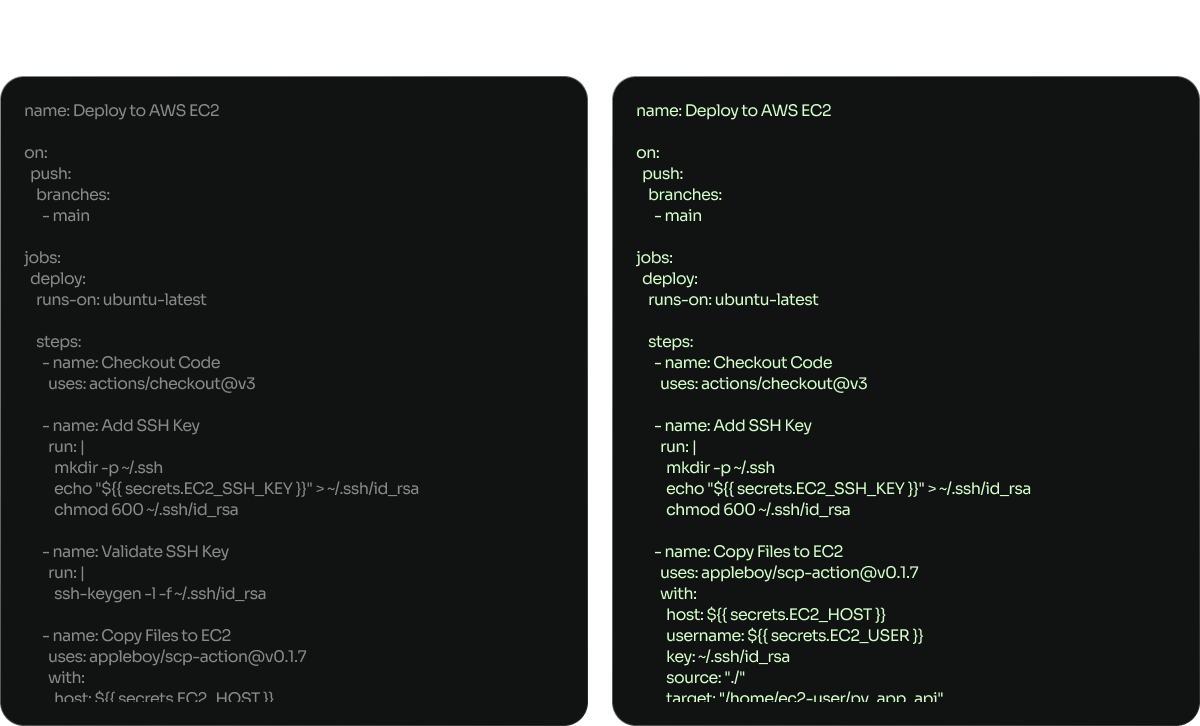 name: Deploy to AWS EC2
on:
push:
branches:
- main
jobs:
deploy:
runs-on: ubuntu-latest
steps:
- name: Checkout Code
uses: actions/checkout@v3
- name: Add SSH Key
run: |
mkdir -p ~/.ssh
echo "${{ secrets.EC2_SSH_KEY }}" > ~/.ssh/id_rsa
chmod 600 ~/.ssh/id_rsa
- name: Validate SSH Key
run: |
ssh-keygen -l -f ~/.ssh/id_rsa
- name: Copy Files to EC2
uses: appleboy/scp-action@v0.1.7
with:
host: ${{ secrets.EC2_HOST }}
name: Deploy to AWS EC2
on:
push:
branches:
- main
jobs:
deploy:
runs-on: ubuntu-latest
steps:
- name: Checkout Code
uses: actions/checkout@v3
- name: Add SSH Key
run: |
mkdir -p ~/.ssh
echo "${{ secrets.EC2_SSH_KEY }}" > ~/.ssh/id_rsa
chmod 600 ~/.ssh/id_rsa
- name: Copy Files to EC2
uses: appleboy/scp-action@v0.1.7
with:
host: ${{ secrets.EC2_HOST }}
username: ${{ secrets.EC2_USER }}
key: ~/.ssh/id_rsa
source: "./"
target: "/home/ec2-user/py_app_api"